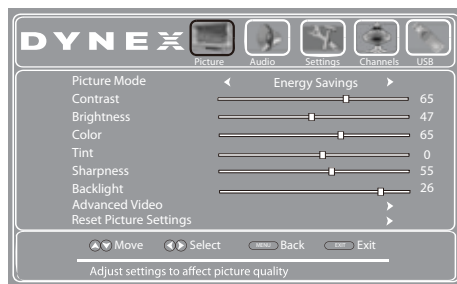 DYNEX
Picture Audio Settings Channels USB
Picture Mode Energy Savings
Contrast 65
Brightness 47
Color 65
Tint 0
Sharpness 55
Backlight 26
Advanced Video
Reset Picture Settings
Move Select MENU Back EXIT Exit
Adjust settings to affect picture quality